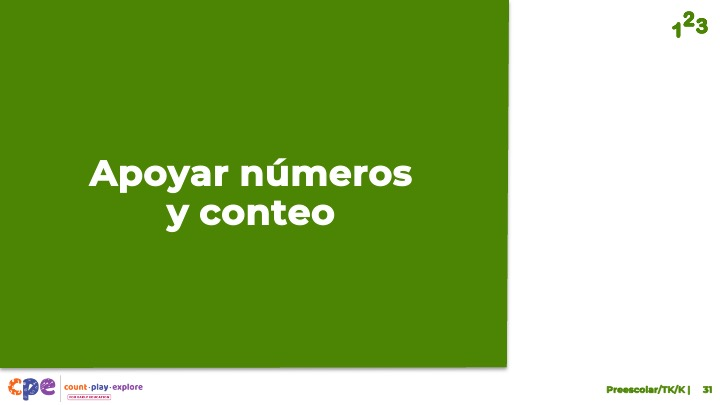 123
Apoyar números
y conteo
cpe
count·play·explore
Preescolar/TK/K | 31